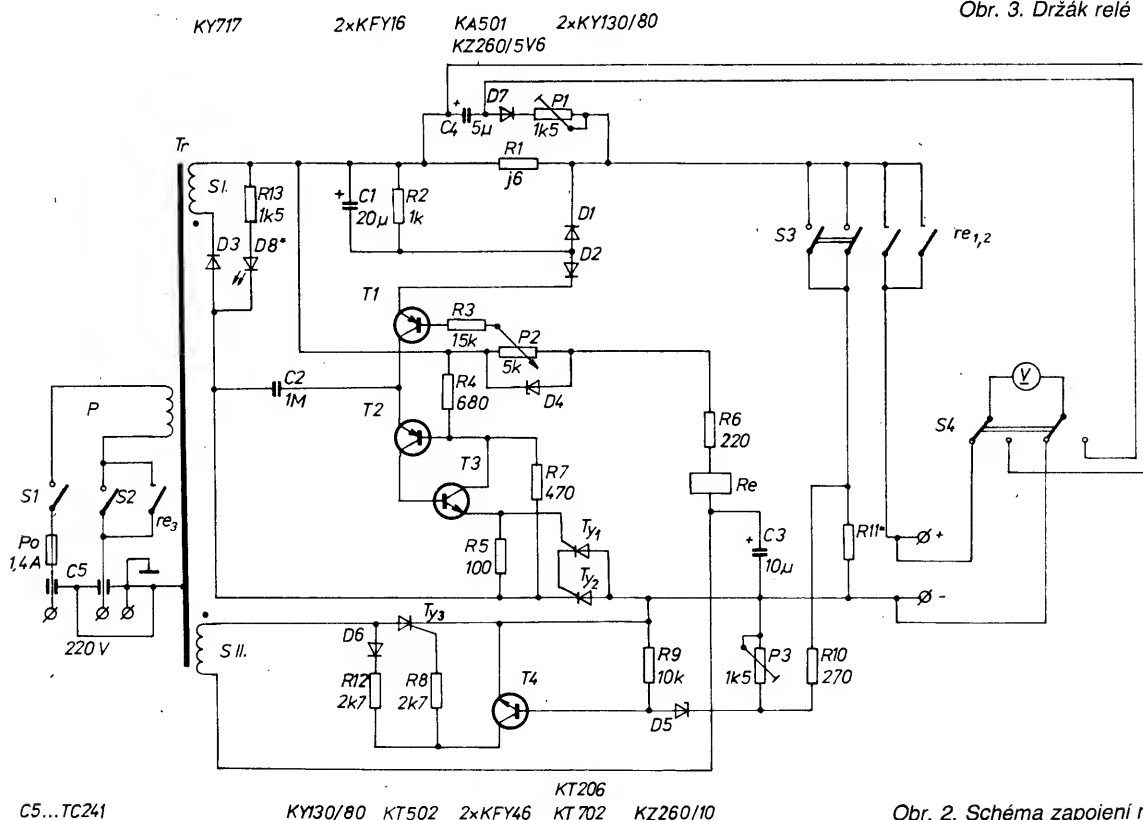 Obr. 3. Držák relé
KY717 2xKFY16 KA501 2xKY130/80
KZ260/5V6
D7 P1
C4 + 5µ 1k5
Tr
R1
j6
S I.
R13
1k5
C1
+ 20µ
R2
1k
D1
D3 D8*
D2
S3
re1,2
T1
R3
15k
P2
5k
C2
1M
R4
680
D4
V
P
T2
R6
220
S4
T3
R7
470
Re
S1 S2 re3
Ty1
C3
+ 10µ
R11*
+
Po
1,4A
C5
R5
100
Ty2
-
Ty3
220 V
S II.
D6
R9
10k
P3
1k5
R10
270
R12
2k7
R8
2k7
T4
D5
KT206
C5...TC241 KY130/80 KT502 2xKFY46 KT702 KZ260/10
Obr. 2. Schéma zapojení